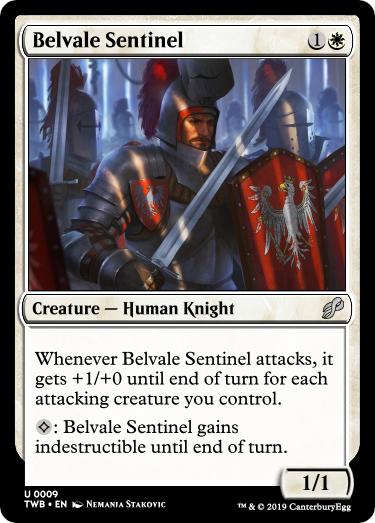 Belvale Sentinel 1
Creature — Human Knight
Whenever Belvale Sentinel attacks, it
gets +1/+0 until end of turn for each
attacking creature you control.
: Belvale Sentinel gains
indestructible until end of turn.
1/1
U 0009
TWB • EN Nemania Stakovic
™ & © 2019 CanterburyEgg